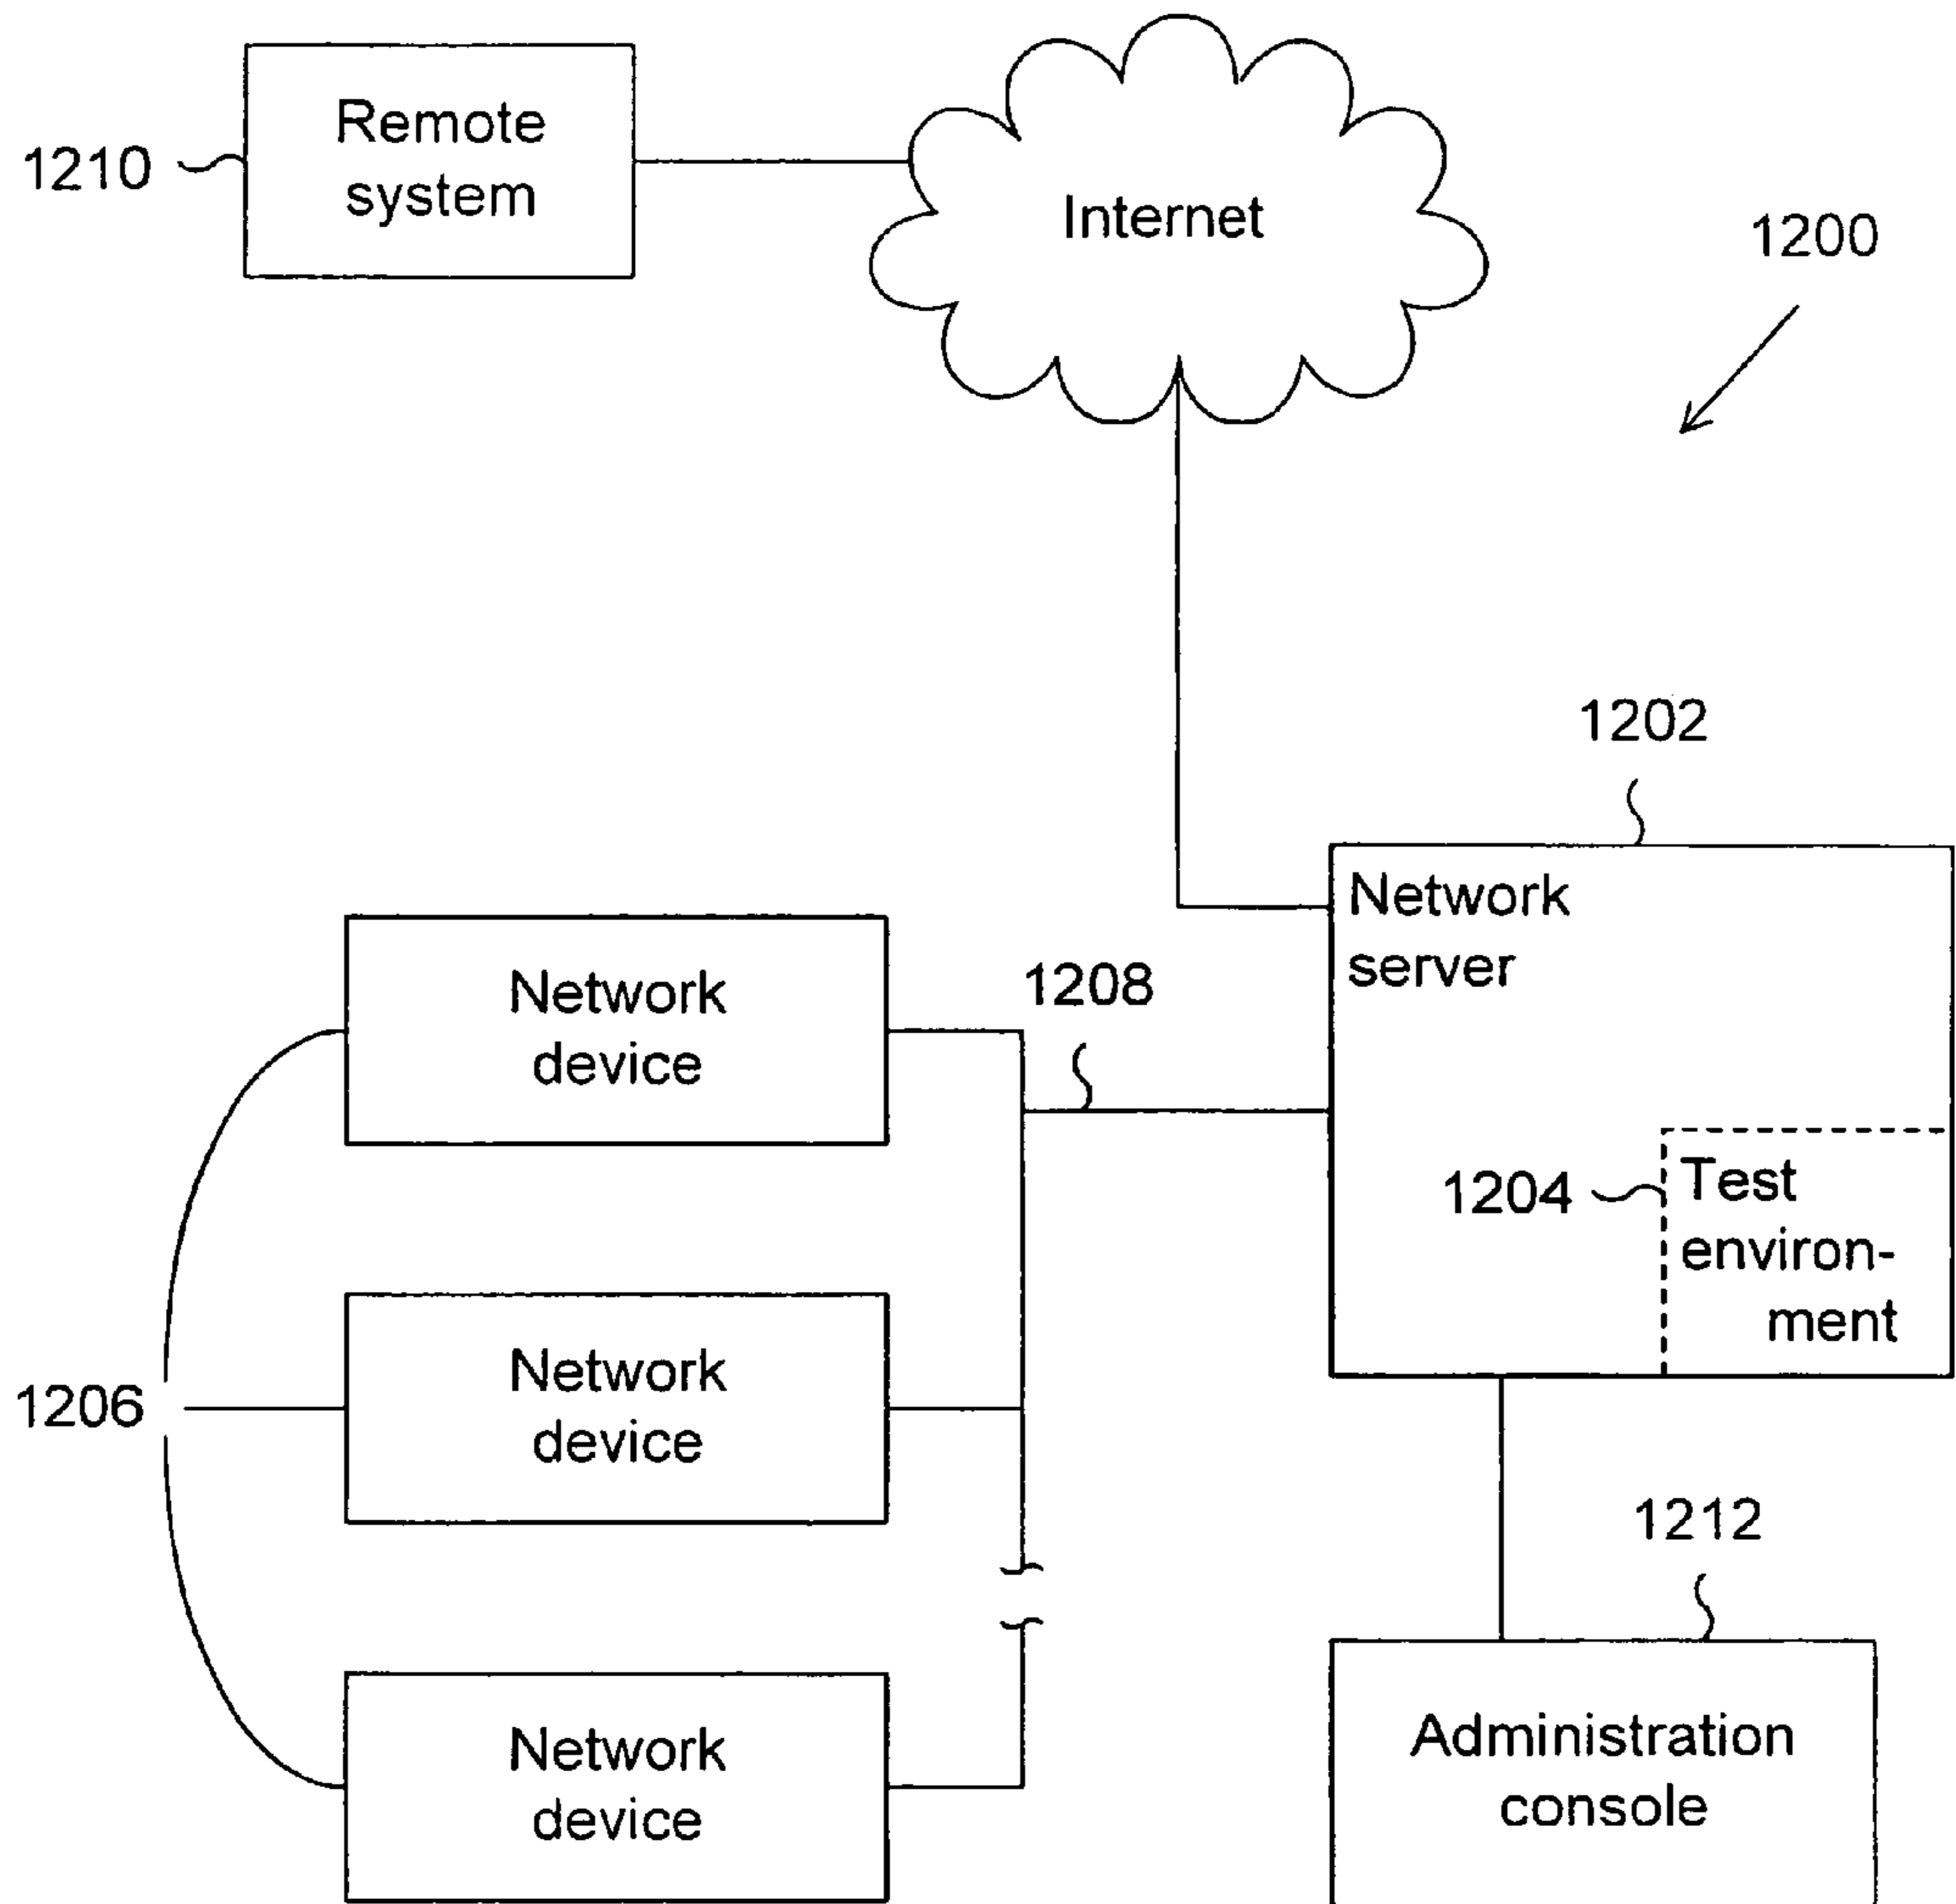 Remote
system
1210
Internet
1200
1202
Network
server
Network
device
1208
1204
Test
environ-
ment
Network
device
1206
1212
Network
device
Administration
console